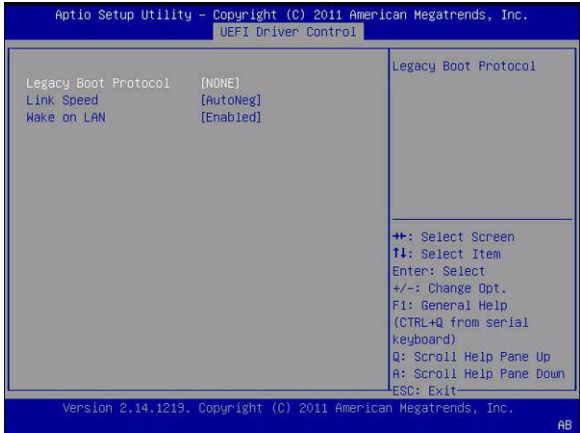 Aptio Setup Utility – Copyright (C) 2011 American Megatrends, Inc.
UEFI Driver Control
Legacy Boot Protocol [NONE]
Link Speed [AutoNeg]
Wake on LAN [Enabled]
Legacy Boot Protocol
→←: Select Screen
↑↓: Select Item
Enter: Select
+/-: Change Opt.
F1: General Help
(CTRL+Q from serial
keyboard)
Q: Scroll Help Pane Up
A: Scroll Help Pane Down
ESC: Exit
Version 2.14.1219. Copyright (C) 2011 American Megatrends, Inc.
AB